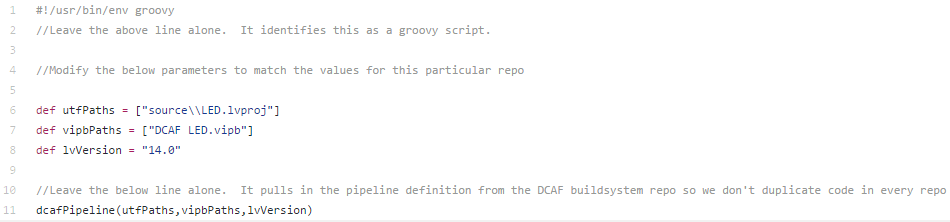 1 #!/usr/bin/env groovy
2 //Leave the above line alone.  It identifies this as a groovy script.
3
4 //Modify the below parameters to match the values for this particular repo
5
6 def utfPaths = ["source\\LED.lvproj"]
7 def vipbPaths = ["DCAF LED.vipb"]
8 def lvVersion = "14.0"
9
10 //Leave the below line alone.  It pulls in the pipeline definition from the DCAF buildsystem repo so we don't duplicate code in every repo
11 dcafPipeline(utfPaths,vipbPaths,lvVersion)